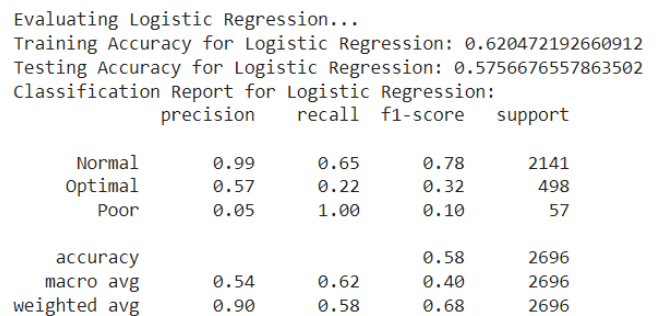 Evaluating Logistic Regression...
Training Accuracy for Logistic Regression: 0.620472192660912
Testing Accuracy for Logistic Regression: 0.5756676557863502
Classification Report for Logistic Regression:
precision recall f1-score support
Normal 0.99 0.65 0.78 2141
Optimal 0.57 0.22 0.32 498
Poor 0.05 1.00 0.10 57
accuracy 0.58 2696
macro avg 0.54 0.62 0.40 2696
weighted avg 0.90 0.58 0.68 2696